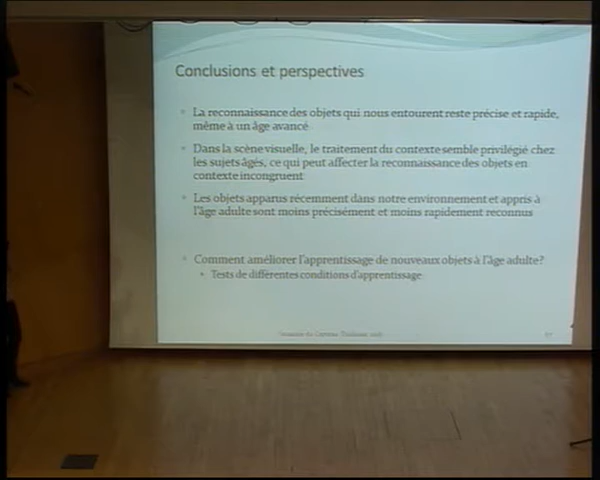 Conclusions et perspectives
La reconnaissance des objets qui nous entourent reste précise et rapide,
même à un âge avancé
Dans la scène visuelle, le traitement du contexte semble privilégié chez
les sujets âgés, ce qui peut affecter la reconnaissance des objets en
contexte incongruent
Les objets apparus récemment dans notre environnement et appris à
l'âge adulte sont moins précisément et moins rapidement reconnus
Comment améliorer l'apprentissage de nouveaux objets à l'âge adulte?
Tests de différentes conditions d'apprentissage